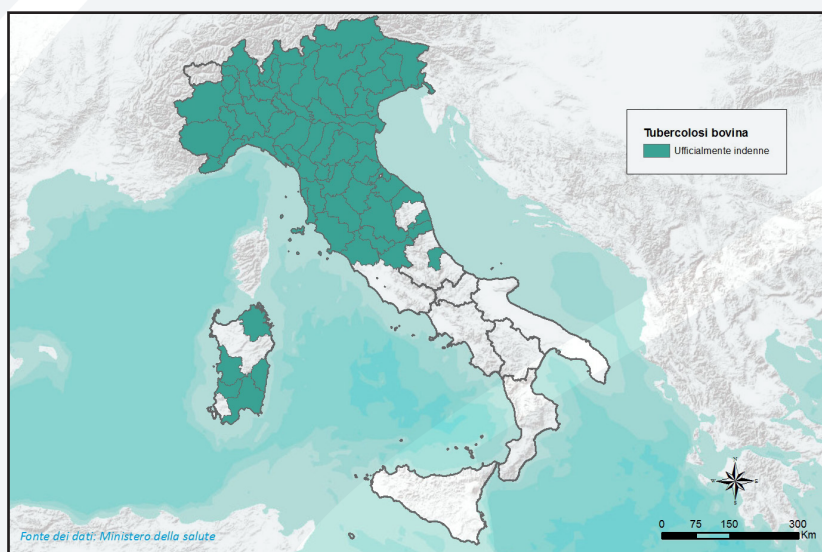 Tubercolosi bovina
Ufficialmente indenne
N
S
0 75 150 300
Km
Fonte dei dati: Ministero della salute